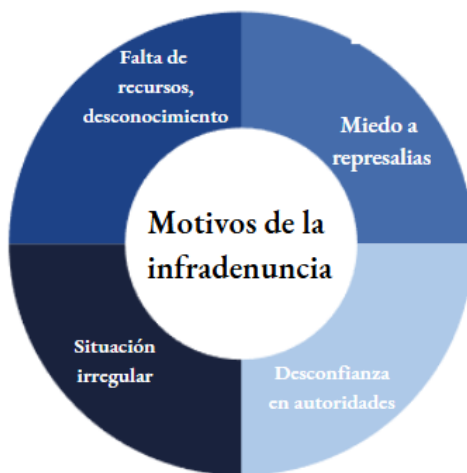 Falta de
recursos,
desconocimiento
Miedo a
represalias
Motivos de la
infradenuncia
Situación
irregular
Desconfianza
en autoridades